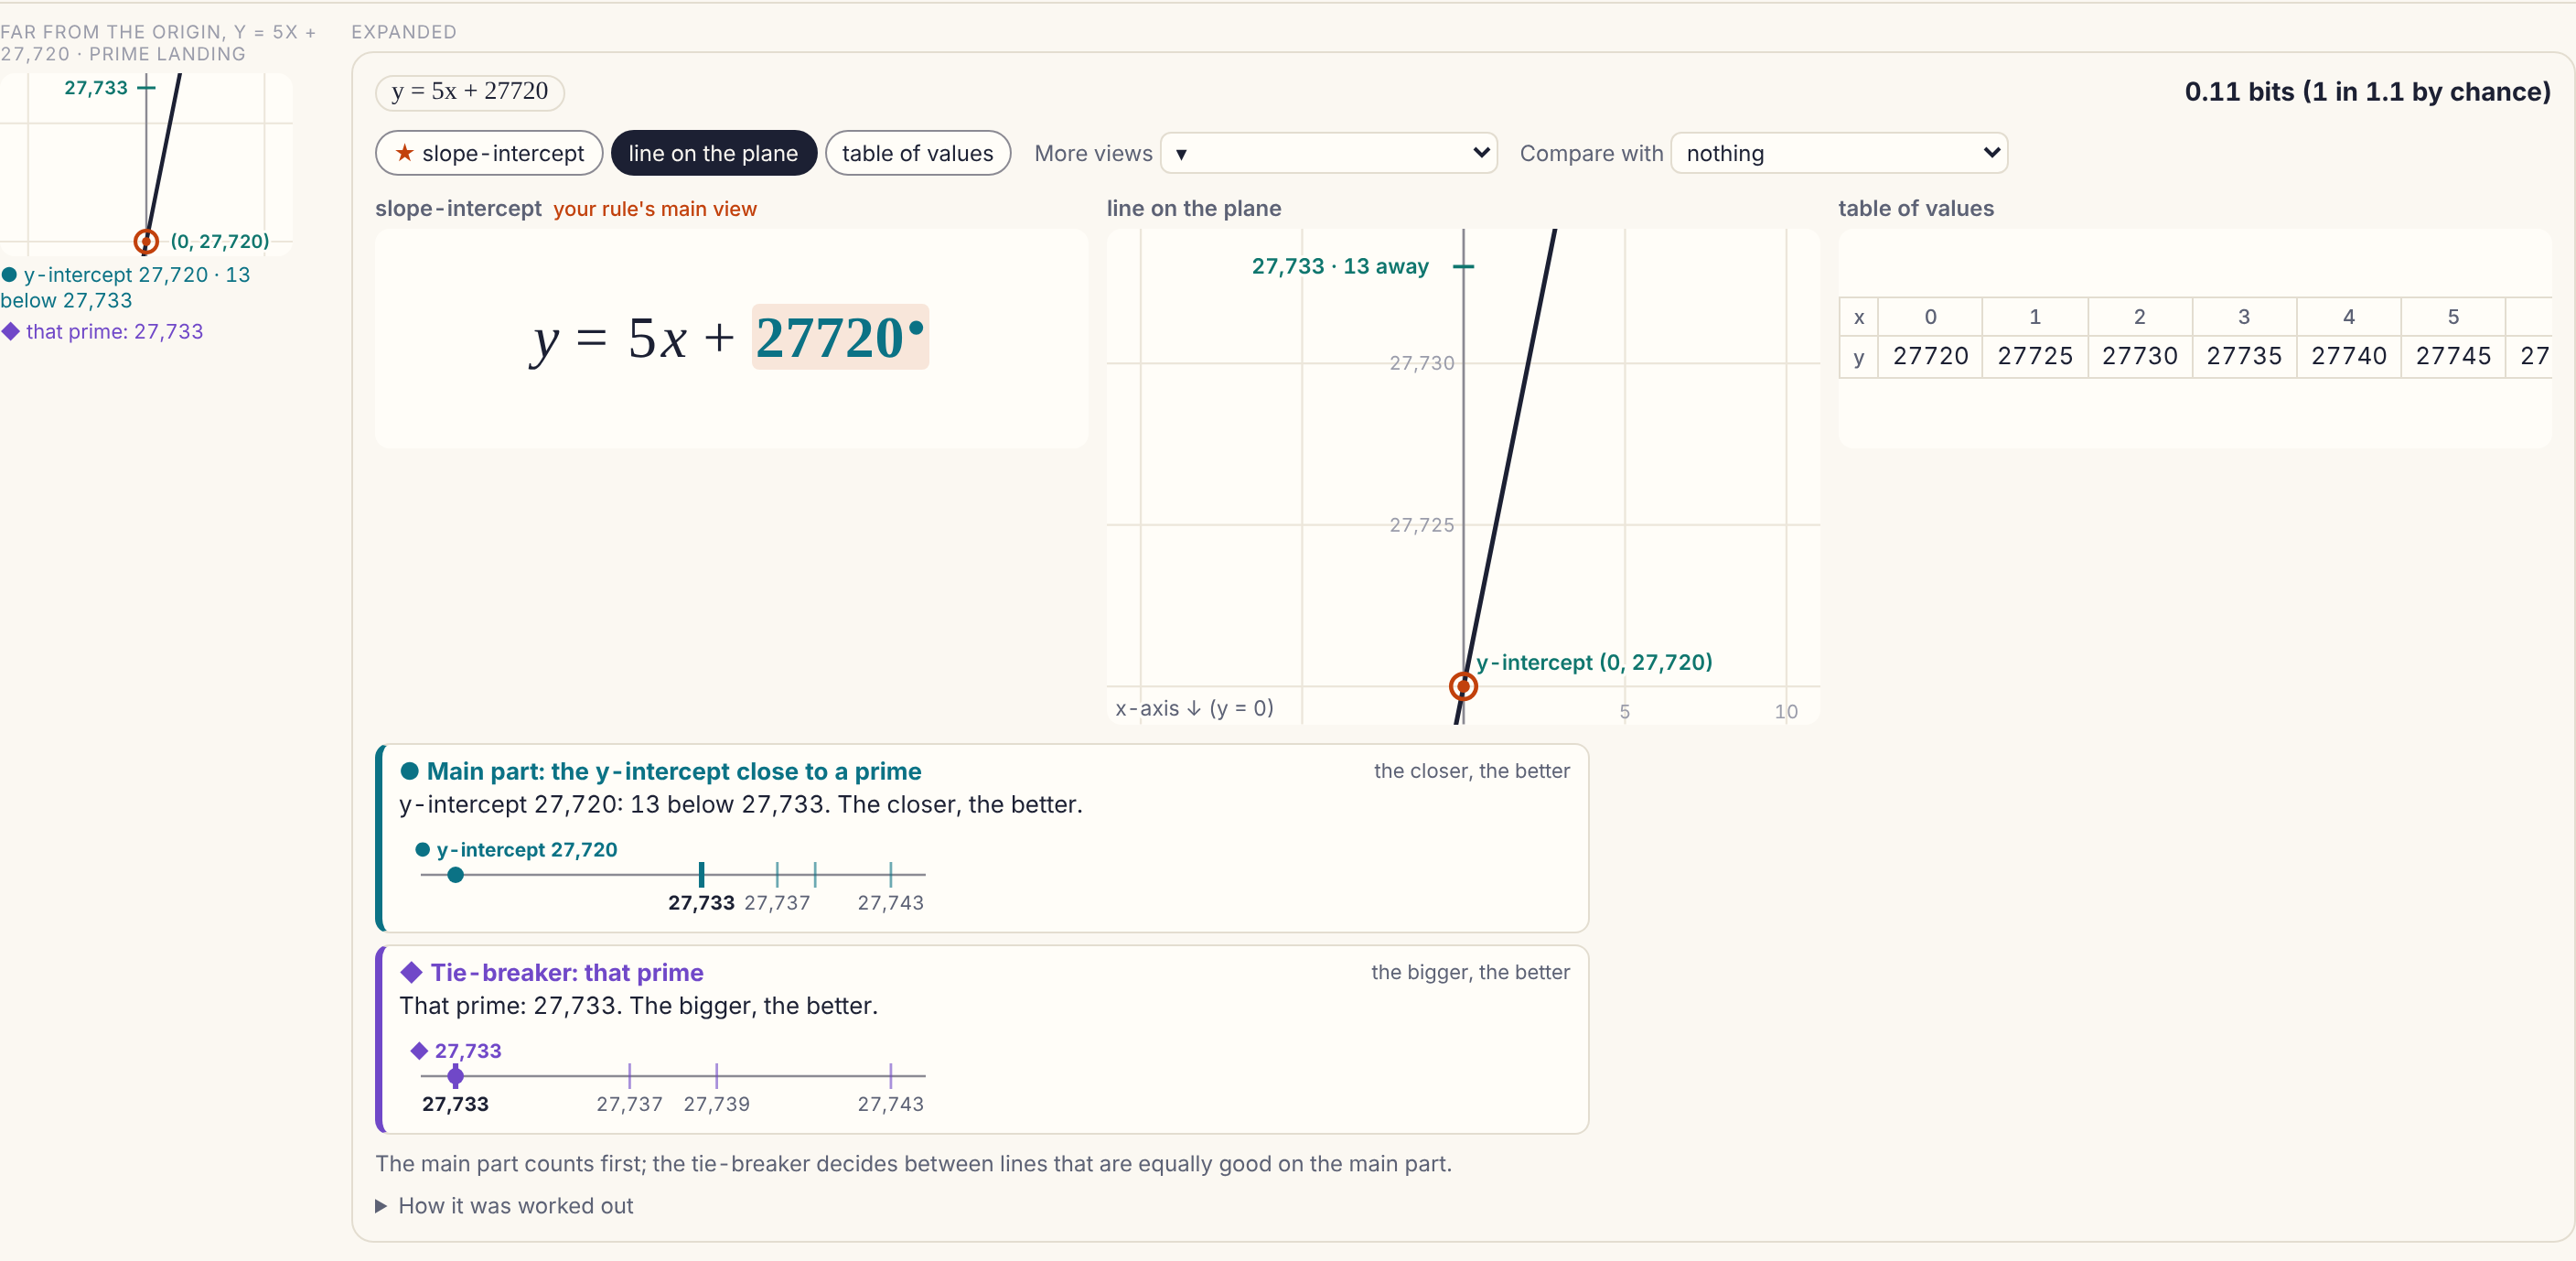 FAR FROM THE ORIGIN, Y = 5X +
27,720 · PRIME LANDING
27,733
(0, 27,720)
● y-intercept 27,720 · 13
below 27,733
◆ that prime: 27,733
EXPANDED
y = 5x + 27720
0.11 bits (1 in 1.1 by chance)
★ slope-intercept
line on the plane
table of values
More views ▾
Compare with nothing
slope-intercept your rule's main view
y = 5x + 27720•
line on the plane
27,733 · 13 away
27,730
27,725
y-intercept (0, 27,720)
x-axis ↓ (y = 0)
5
10
table of values
x 0 1 2 3 4 5
y 27720 27725 27730 27735 27740 27745 27
● Main part: the y-intercept close to a prime
the closer, the better
y-intercept 27,720: 13 below 27,733. The closer, the better.
● y-intercept 27,720
27,733 27,737 27,743
◆ Tie-breaker: that prime
the bigger, the better
That prime: 27,733. The bigger, the better.
◆ 27,733
27,733 27,737 27,739 27,743
The main part counts first; the tie-breaker decides between lines that are equally good on the main part.
▶ How it was worked out